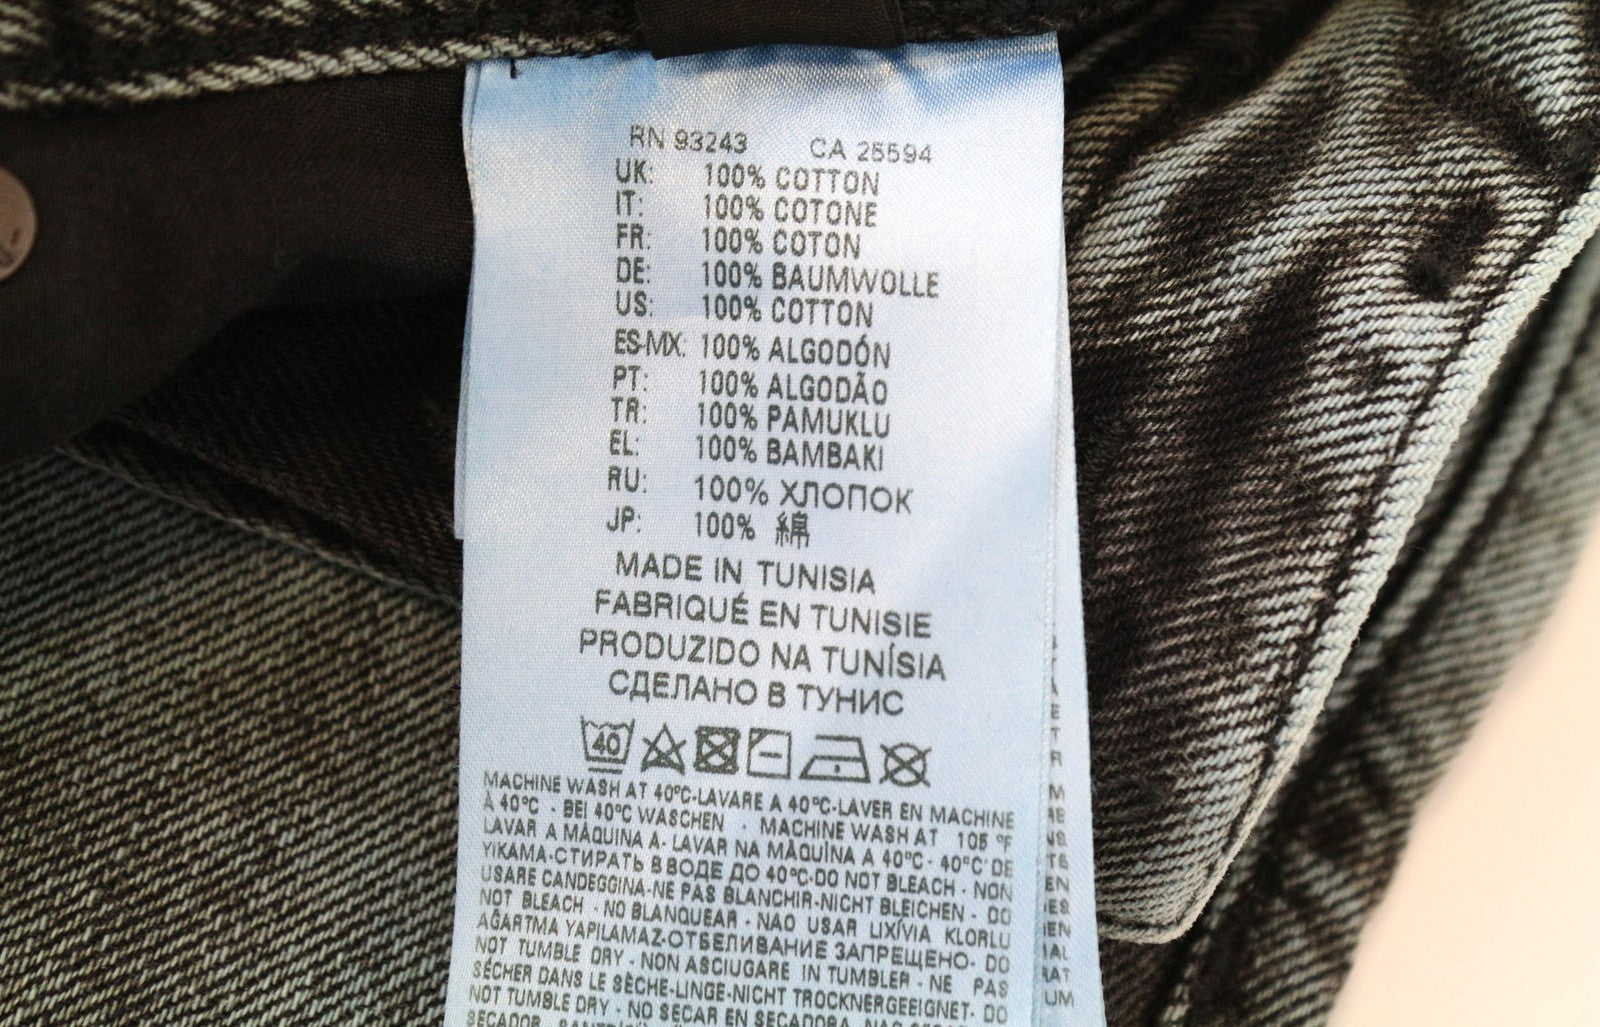 RN 93243 CA 25594
UK: 100% COTTON
IT: 100% COTONE
FR: 100% COTON
DE: 100% BAUMWOLLE
US: 100% COTTON
ES-MX: 100% ALGODÓN
PT: 100% ALGODÃO
TR: 100% PAMUKLU
EL: 100% BAMBAKI
RU: 100% ХЛОПОК
JP: 100% 綿
MADE IN TUNISIA
FABRIQUÉ EN TUNISIE
PRODUZIDO NA TUNÍSIA
СДЕЛАНО В ТУНИС
40
MACHINE WASH AT 40°C-LAVARE A 40°C-LAVER EN MACHINE
À 40°C - BEI 40°C WASCHEN - MACHINE WASH AT 105 °F
LAVAR A MÁQUINA A- LAVAR NA MÁQUINA A 40°C - 40°C' DE
YIKAMA-СТИРАТЬ В ВОДЕ ДО 40°C-DO NOT BLEACH - NON
USARE CANDEGGINA-NE PAS BLANCHIR-NICHT BLEICHEN - DO
NOT BLEACH - NO BLANQUEAR - NAO USAR LIXÍVIA KLORLU
AĞARTMA YAPILAMAZ-ОТБЕЛИВАНИЕ ЗАПРЕЩЕНО- DO
NOT TUMBLE DRY - NON ASCIUGARE IN TUMBLER - NE PAS
SÉCHER DANS LE SÈCHE-LINGE-NICHT TROCKNERGEEIGNET- DO
NOT TUMBLE DRY - NO SECAR EN SECADORA